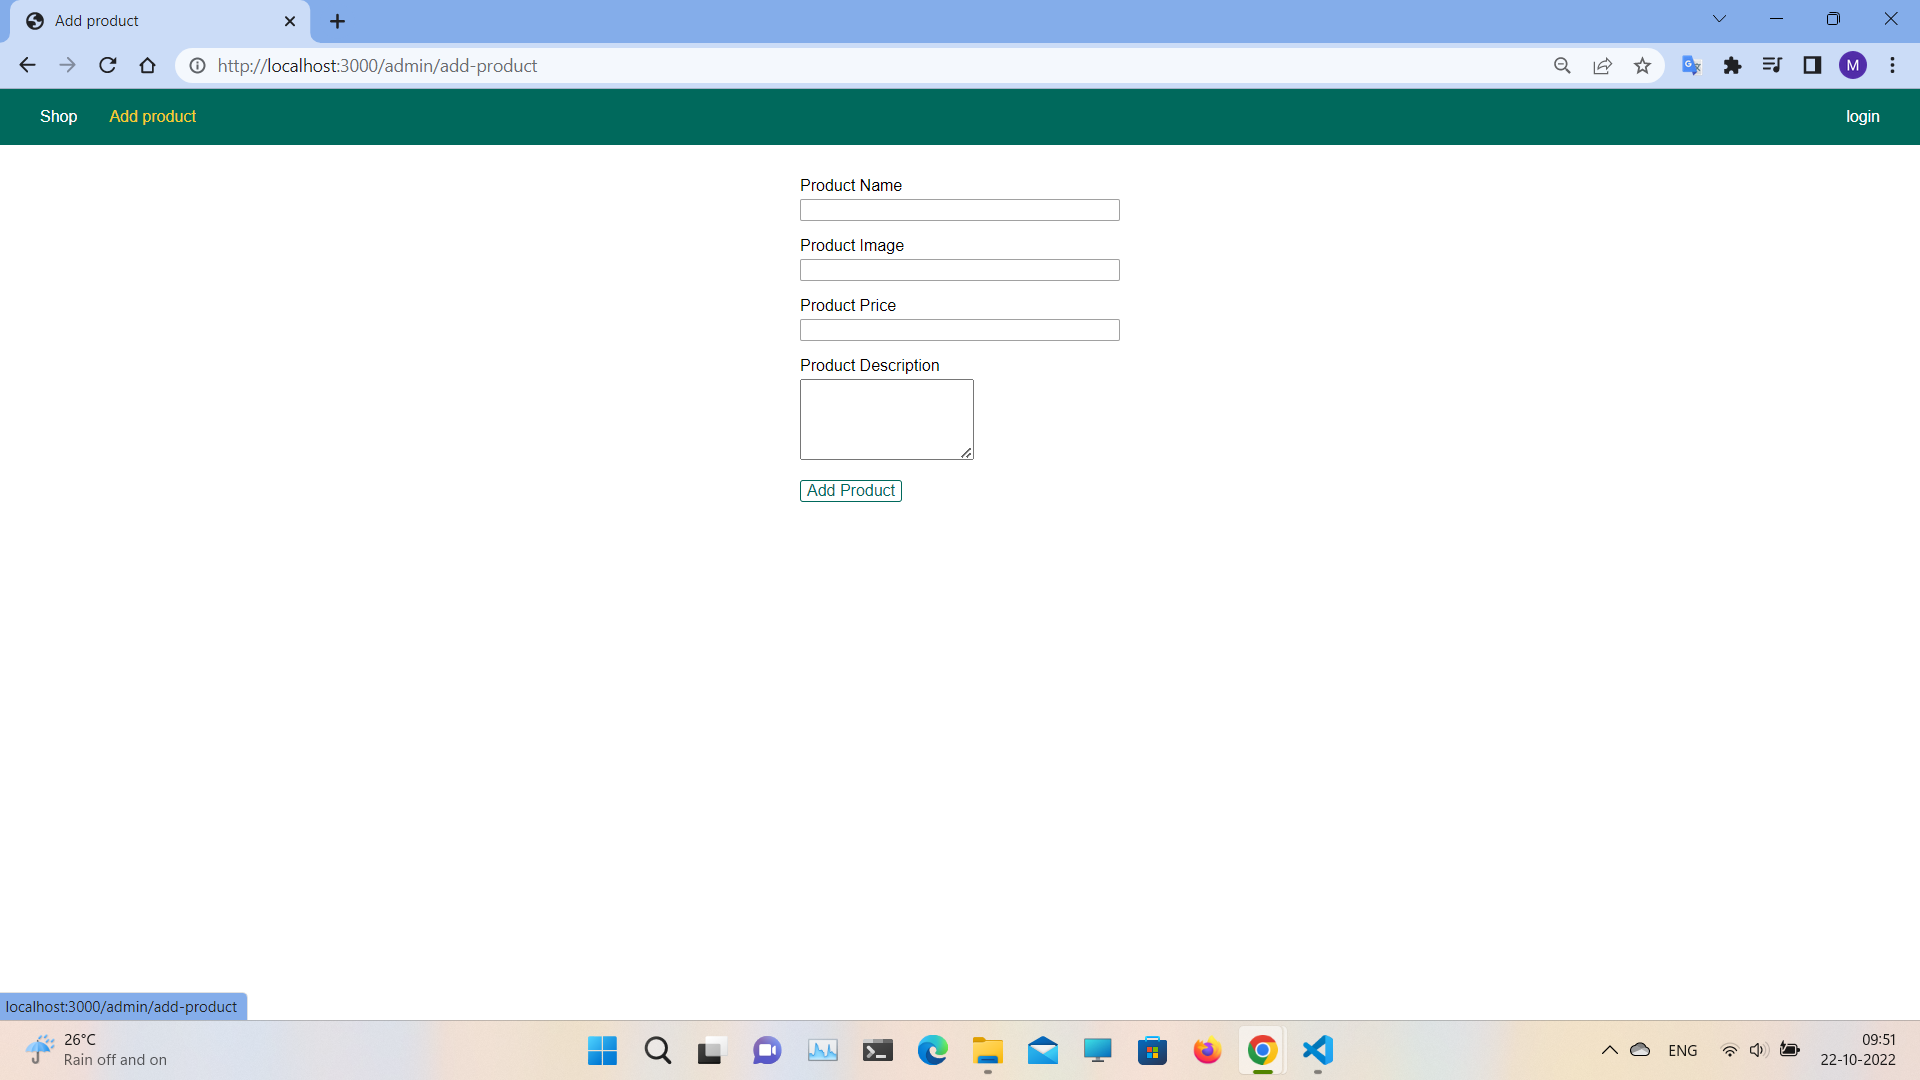 Add product
http://localhost:3000/admin/add-product
M
Shop
Add product
login
Product Name
Product Image
Product Price
Product Description
Add Product
localhost:3000/admin/add-product
26°C
Rain off and on
ENG
09:51
22-10-2022